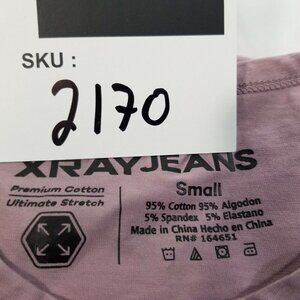 SKU :
2170
XRAYJEANS
Premium Cotton
Ultimate Stretch
Small
95% Cotton 95% Algodon
5% Spandex 5% Elastano
Made in China Hecho en China
RN# 164651